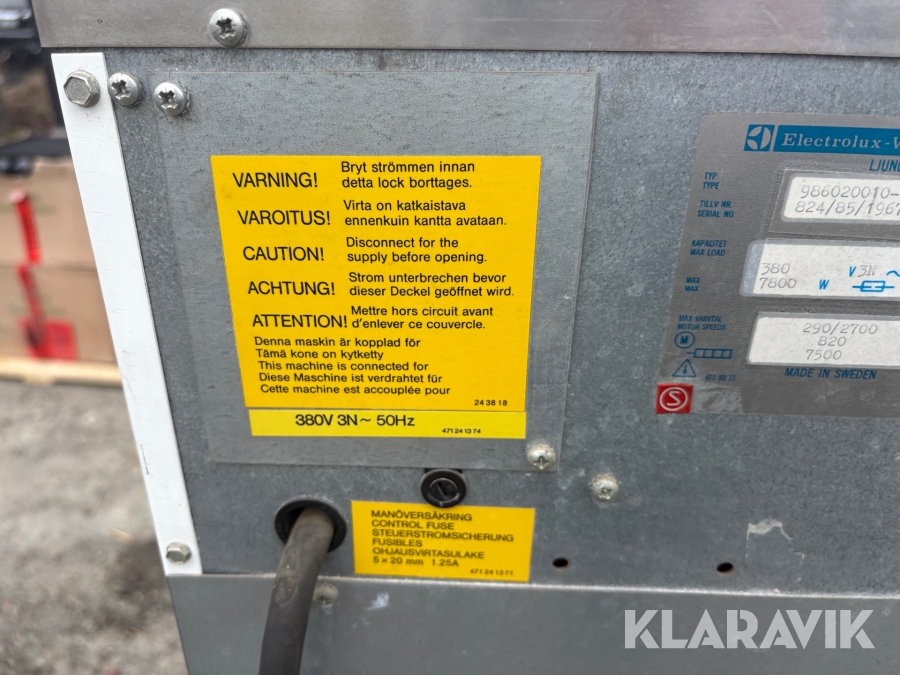 VARNING! Bryt strömmen innan
detta lock borttages.
VAROITUS! Virta on katkaistava
ennenkuin kantta avataan.
CAUTION! Disconnect for the
supply before opening.
ACHTUNG! Strom unterbrechen bevor
dieser Deckel geöffnet wird.
ATTENTION! Mettre hors circuit avant
d'enlever ce couvercle.
Denna maskin är kopplad för
Tämä kone on kytketty
This machine is connected for
Diese Maschine ist verdrahtet für
Cette machine est accouplée pour
24 38 18
380V 3N~ 50Hz
471 24 13 74
MANÖVERSÄKRING
CONTROL FUSE
STEUERSTROMSICHERUNG
FUSIBLES
OHJAUSVIRTASULAKE
5 x 20 mm 1.25A
471 24 13 71
Electrolux-W
LJUNG
TYP
TYPE
986020010-
TILLV NR.
SERIAL NO
824/85/1967
KAPACITET
MAX LOAD
380 V 3N ~
MAX
MAX
7800 W
MAX-VARVTAL
MOTOR SPEEDS
290/2700
M
820
7500
MADE IN SWEDEN
S
KLARAVIK